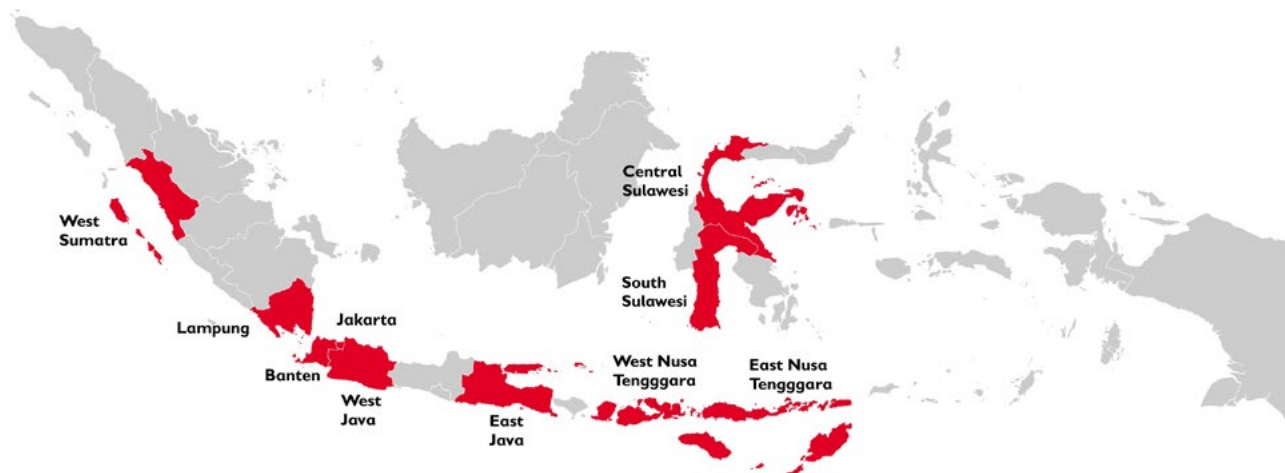 Central
Sulawesi
West
Sumatra
South
Sulawesi
Lampung
Jakarta
Banten
West Nusa
Tengggara
East Nusa
Tengggara
West
Java
East
Java